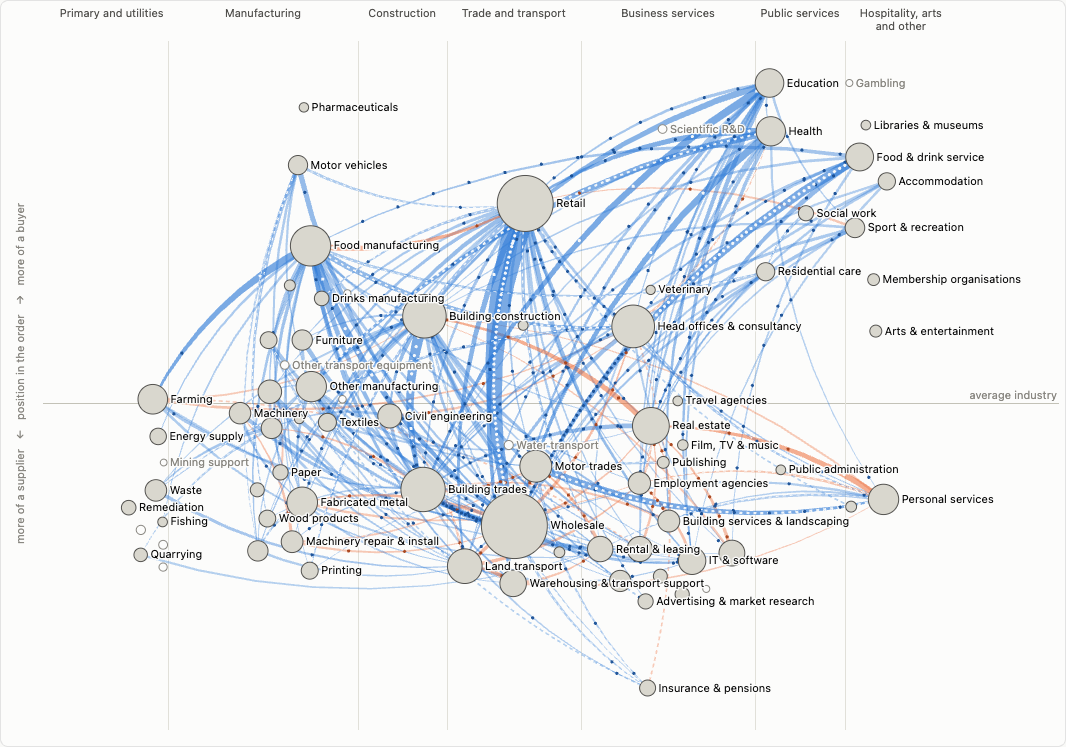 Primary and utilities
Manufacturing
Construction
Trade and transport
Business services
Public services
Hospitality, arts
and other
more of a supplier ← position in the order → more of a buyer
Education
Gambling
Pharmaceuticals
Libraries & museums
Scientific R&D
Health
Food & drink service
Motor vehicles
Accommodation
Retail
Social work
Sport & recreation
Food manufacturing
Residential care
Membership organisations
Veterinary
Drinks manufacturing
Building construction
Head offices & consultancy
Arts & entertainment
Furniture
Other transport equipment
Other manufacturing
average industry
Farming
Travel agencies
Machinery
Civil engineering
Textiles
Real estate
Energy supply
Water transport
Film, TV & music
Mining support
Motor trades
Publishing
Public administration
Paper
Employment agencies
Waste
Building trades
Personal services
Fabricated metal
Remediation
Wood products
Fishing
Wholesale
Building services & landscaping
Machinery repair & install
Rental & leasing
Quarrying
IT & software
Land transport
Printing
Warehousing & transport support
Advertising & market research
Insurance & pensions